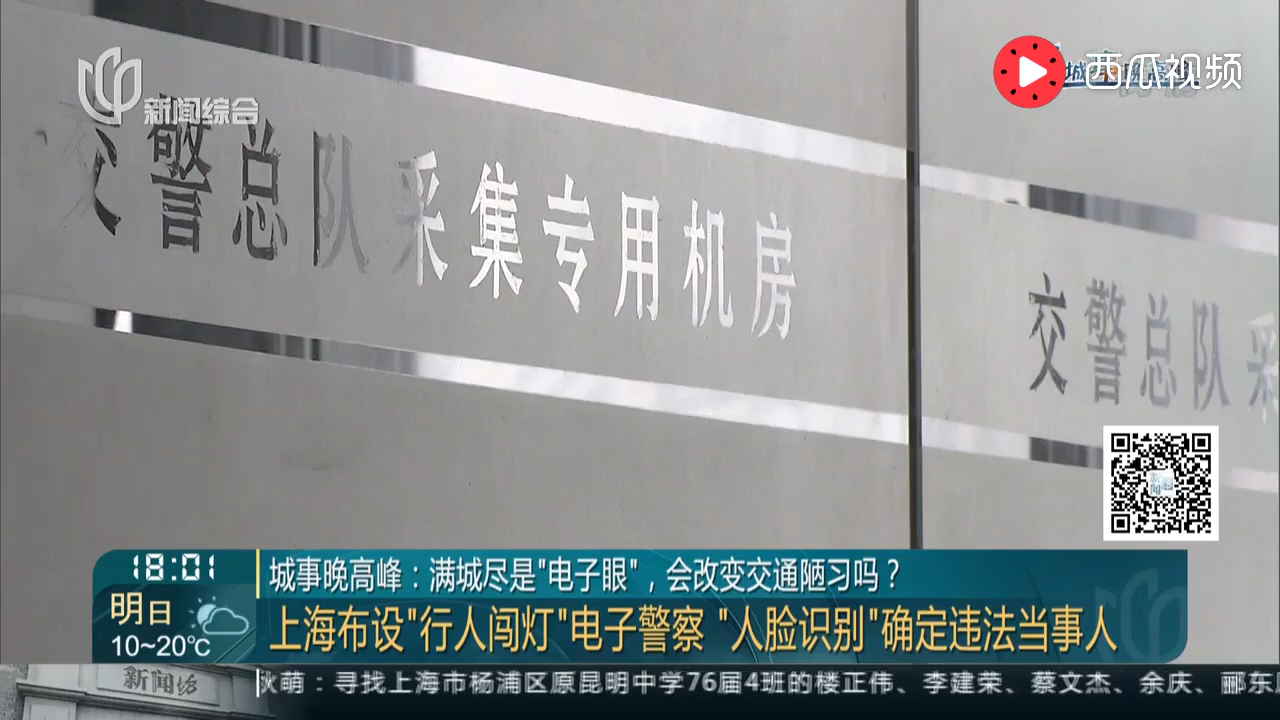 新闻综合
西瓜视频
交警总队采集专用机房
交警总队采
18:01
明日
10~20℃
城事晚高峰：满城尽是"电子眼"，会改变交通陋习吗？
上海布设"行人闯灯"电子警察 "人脸识别"确定违法当事人
新闻坊
狄萌：寻找上海市杨浦区原昆明中学76届4班的楼正伟、李建荣、蔡文杰、余庆、郦东